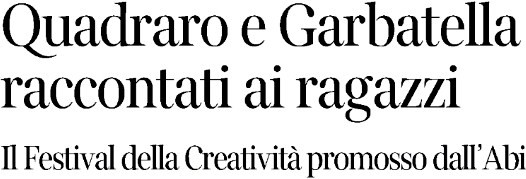 Quadraro e Garbatella
raccontati ai ragazzi
Il Festival della Creatività promosso dall'Abi